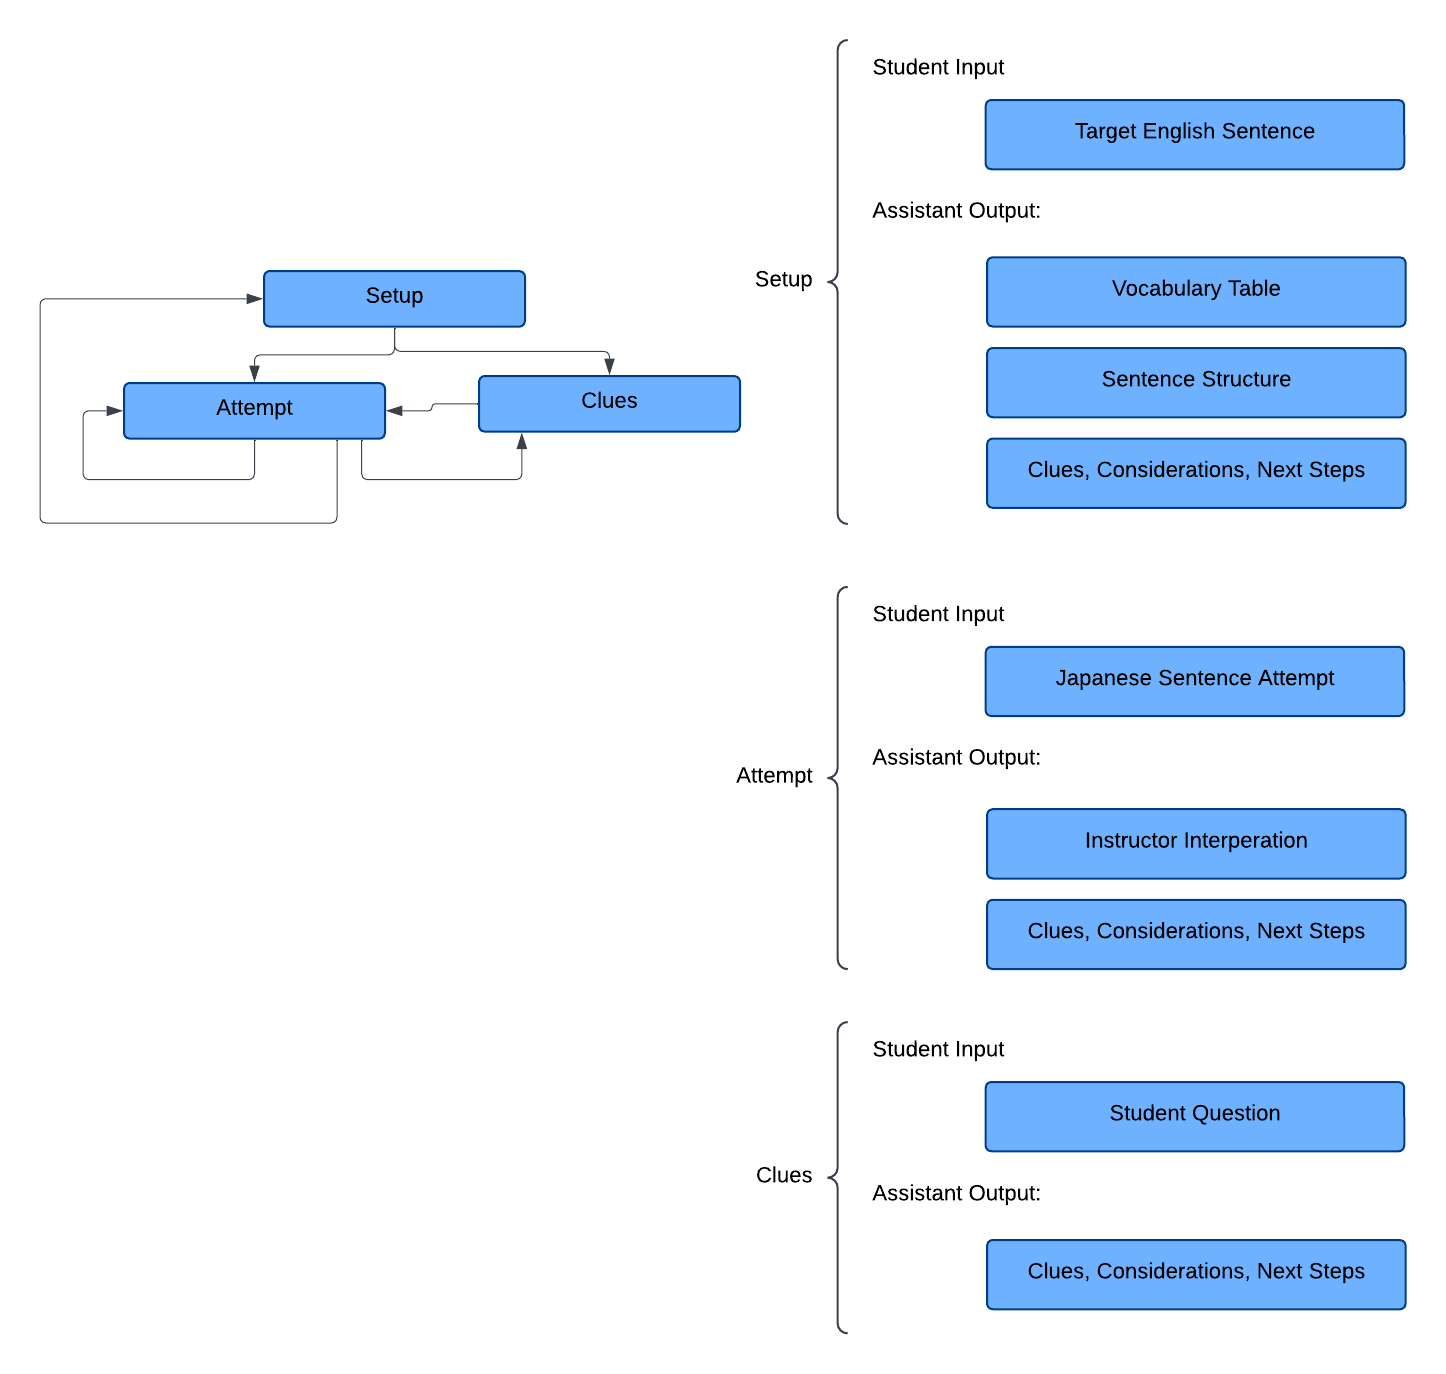 Setup
Attempt
Clues
Setup
Student Input
Target English Sentence
Assistant Output:
Vocabulary Table
Sentence Structure
Clues, Considerations, Next Steps
Attempt
Student Input
Japanese Sentence Attempt
Assistant Output:
Instructor Interperation
Clues, Considerations, Next Steps
Clues
Student Input
Student Question
Assistant Output:
Clues, Considerations, Next Steps